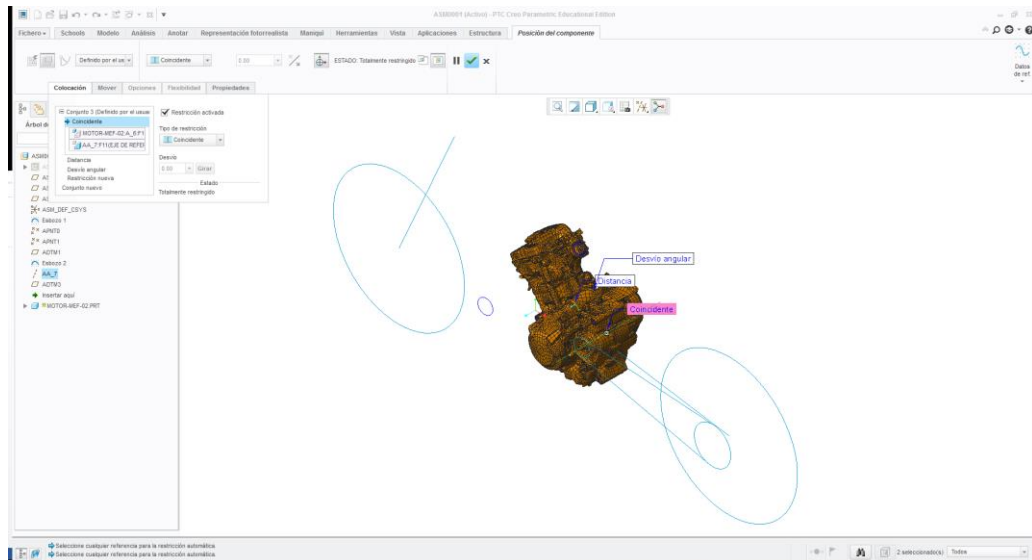 ASM0001 (Activo) - PTC Creo Parametric Educational Edition
Fichero Schools Modelo Análisis Anotar Representación fotorrealista Maniquí Herramientas Vista Aplicaciones Estructura Posición del componente
Definido por el us Coincidente 0.00 ESTADO: Totalmente restringido
Datos de ref.
Colocación Mover Opciones Flexibilidad Propiedades
Conjunto 3 (Definido por el usuar
Coincidente
MOTOR-MEF-02:A_6:F1
AA_7:F11(EJE DE REFE
Distancia
Desvío angular
Restricción nueva
Conjunto nuevo
Restricción activada
Tipo de restricción
Coincidente
Desvío
0.00 Girar
Estado
Totalmente restringido
Árbol d
ASM_DEF_CSYS
Esbozo 1
APNT0
APNT1
ADTM1
Esbozo 2
AA_7
ADTM3
Insertar aquí
MOTOR-MEF-02.PRT
Desvío angular
Distancia
Coincidente
Seleccione cualquier referencia para la restricción automática.
Seleccione cualquier referencia para la restricción automática.
2 seleccionado(s) Todos